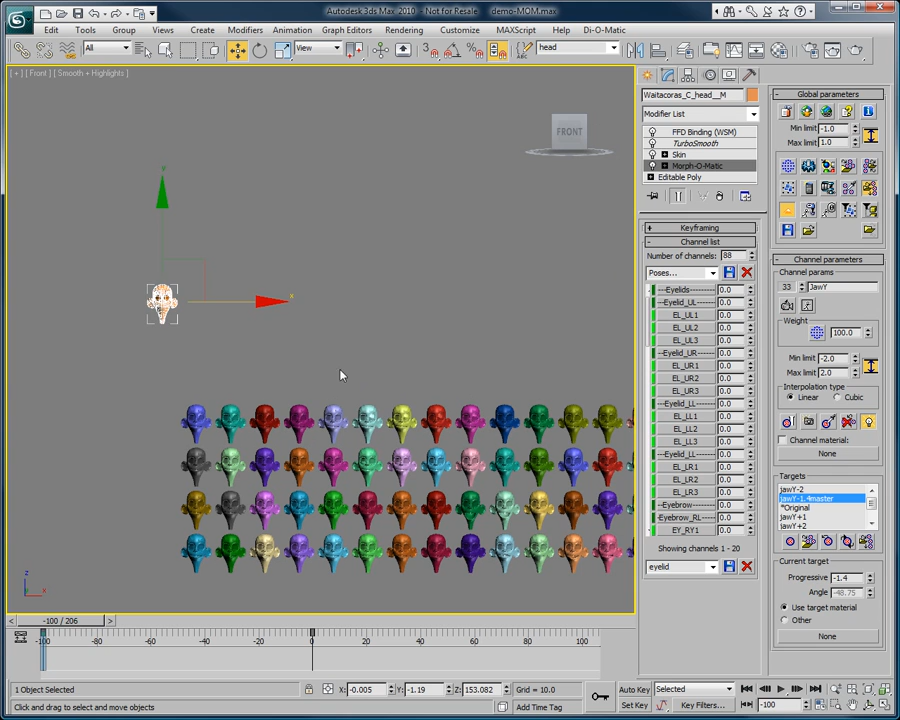 Autodesk 3ds Max 2010 - Not for Resale demo-MOM.max
Edit Tools Group Views Create Modifiers Animation Graph Editors Rendering Customize MAXScript Help Di-O-Matic
All View 3 head
[ + ] [ Front ] [ Smooth + Highlights ]
FRONT
y
x
z
x
Waitacoras_C_head__M
Modifier List
FFD Binding (WSM)
TurboSmooth
Skin
Morph-O-Matic
Editable Poly
+ Keyframing
- Channel list
Number of channels: 88
Poses...
---Eyelids--- 0.0
---Eyelid_UL--- 0.0
EL_UL1 0.0
EL_UL2 0.0
EL_UL3 0.0
---Eyelid_UR--- 0.0
EL_UR1 0.0
EL_UR2 0.0
EL_UR3 0.0
---Eyelid_LL--- 0.0
EL_LL1 0.0
EL_LL2 0.0
EL_LL3 0.0
---Eyelid_LL--- 0.0
EL_LR1 0.0
EL_LR2 0.0
EL_LR3 0.0
---Eyebrow--- 0.0
Eyebrow_RL--- 0.0
EY_RY1 0.0
Showing channels 1 - 20
eyelid
- Global parameters
Min limit -1.0
Max limit 1.0
- Channel parameters
Channel params
33 JawY
Weight
100.0
Min limit -2.0
Max limit 2.0
Interpolation type
Linear Cubic
Channel material:
None
Targets
jawY-2
jawY-1.4master
*Original
jawY+1
jawY+2
Current target
Progressive -1.4
Angle -48.75
Use target material
Other
None
< -100 / 206 >
-100 -80 -60 -40 -20 0 20 40 60 80 100
1 Object Selected X: -0.005 Y: -1.19 Z: 153.082 Grid = 10.0 Auto Key Selected
Click and drag to select and move objects Add Time Tag Set Key Key Filters... -100